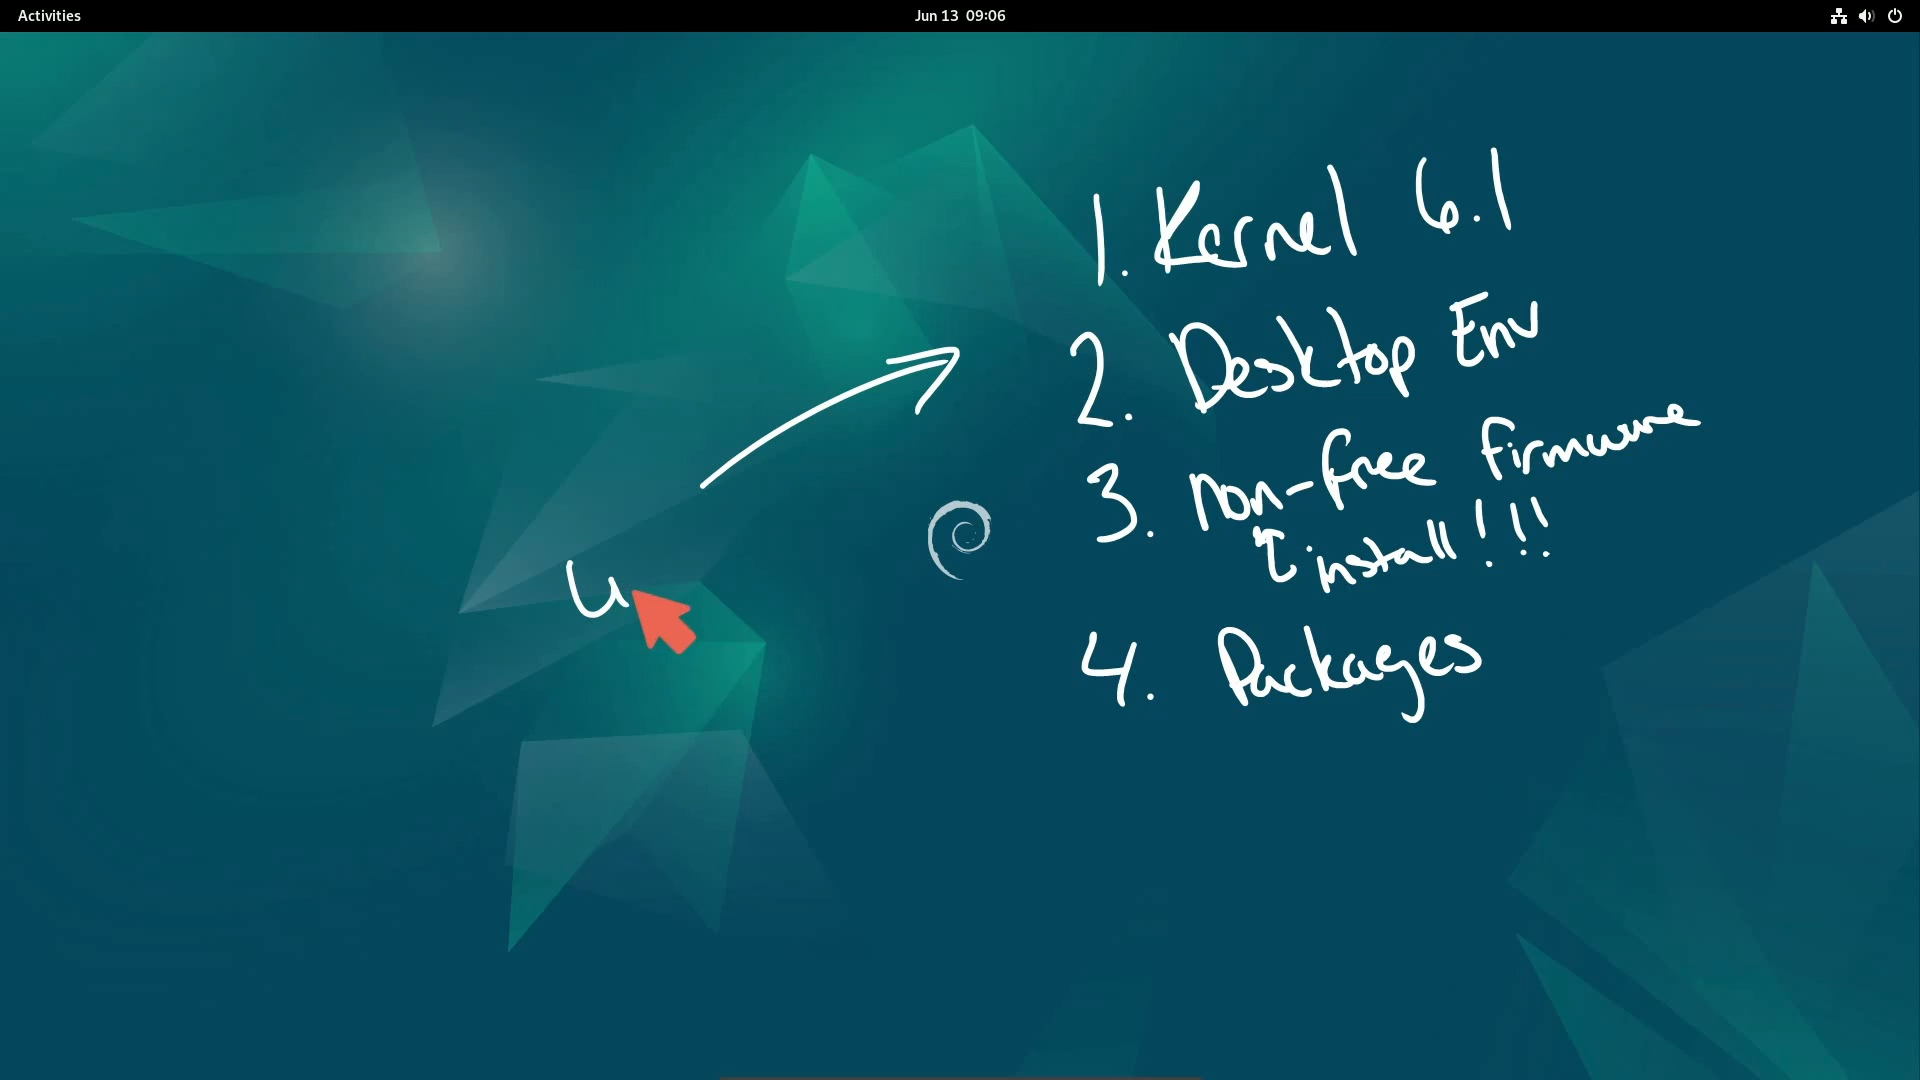 Activities
Jun 13 09:06
1. Kernel 6.1
2. Desktop Env
3. non-free firmware
install!!!
4. Packages
u